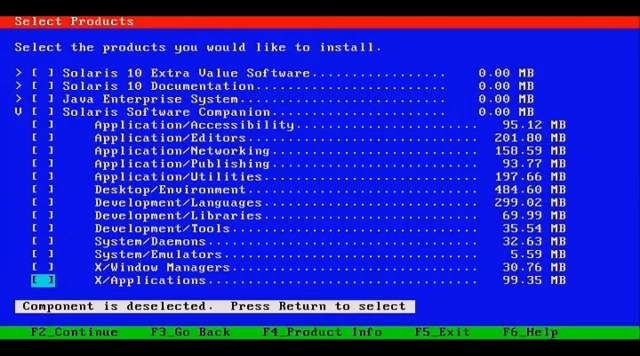 Select Products
Select the products you would like to install.
> [ ] Solaris 10 Extra Value Software................. 0.00 MB
> [ ] Solaris 10 Documentation........................ 0.00 MB
> [ ] Java Enterprise System.......................... 0.00 MB
V [ ] Solaris Software Companion...................... 0.00 MB
[ ] Application/Accessibility....................... 95.12 MB
[ ] Application/Editors............................. 201.80 MB
[ ] Application/Networking.......................... 158.59 MB
[ ] Application/Publishing.......................... 93.77 MB
[ ] Application/Utilities........................... 197.66 MB
[ ] Desktop/Environment............................. 484.60 MB
[ ] Development/Languages........................... 299.02 MB
[ ] Development/Libraries........................... 69.99 MB
[ ] Development/Tools............................... 35.54 MB
[ ] System/Daemons.................................. 32.63 MB
[ ] System/Emulators................................ 5.59 MB
[ ] X/Window Managers............................... 30.76 MB
[ ] X/Applications.................................. 99.35 MB
Component is deselected. Press Return to select
F2_Continue F3_Go Back F4_Product Info F5_Exit F6_Help